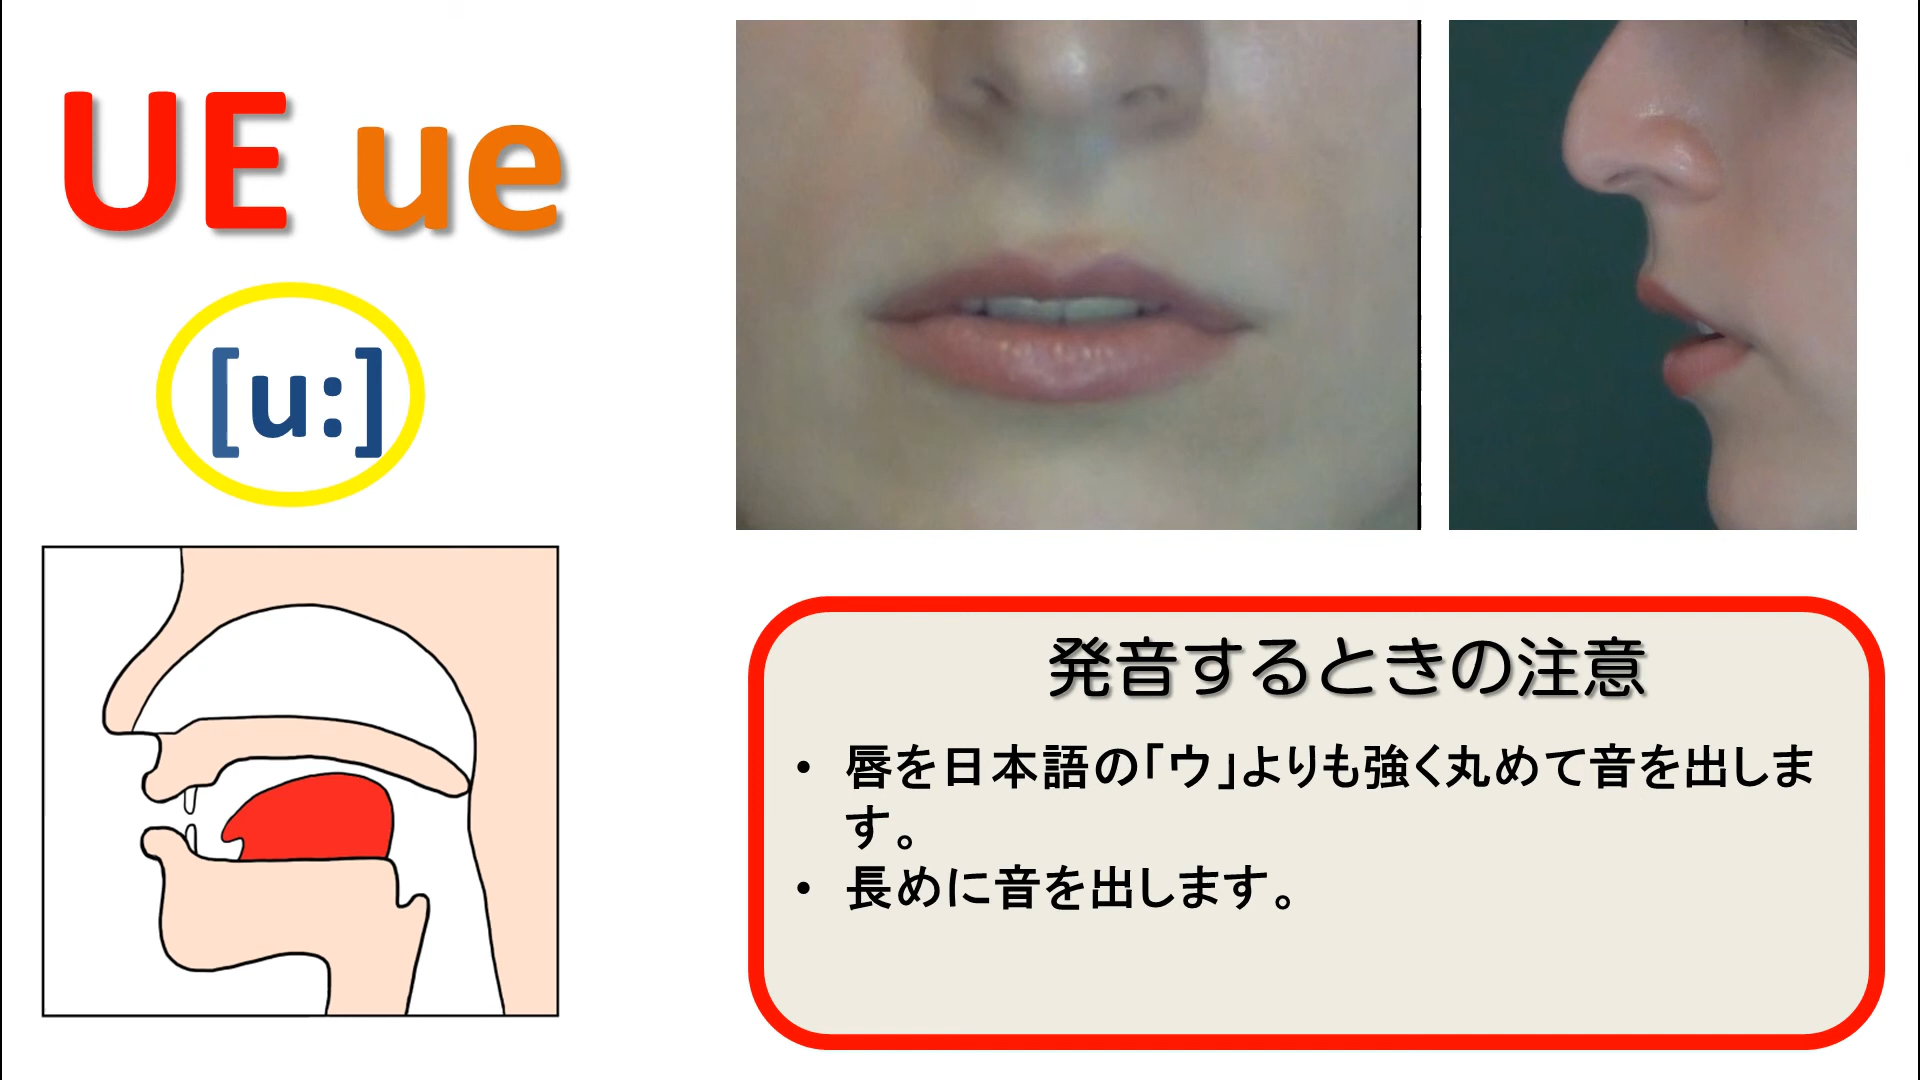 UE ue
[u:]
発音するときの注意
• 唇を日本語の「ウ」よりも強く丸めて音を出しま
す。
• 長めに音を出します。